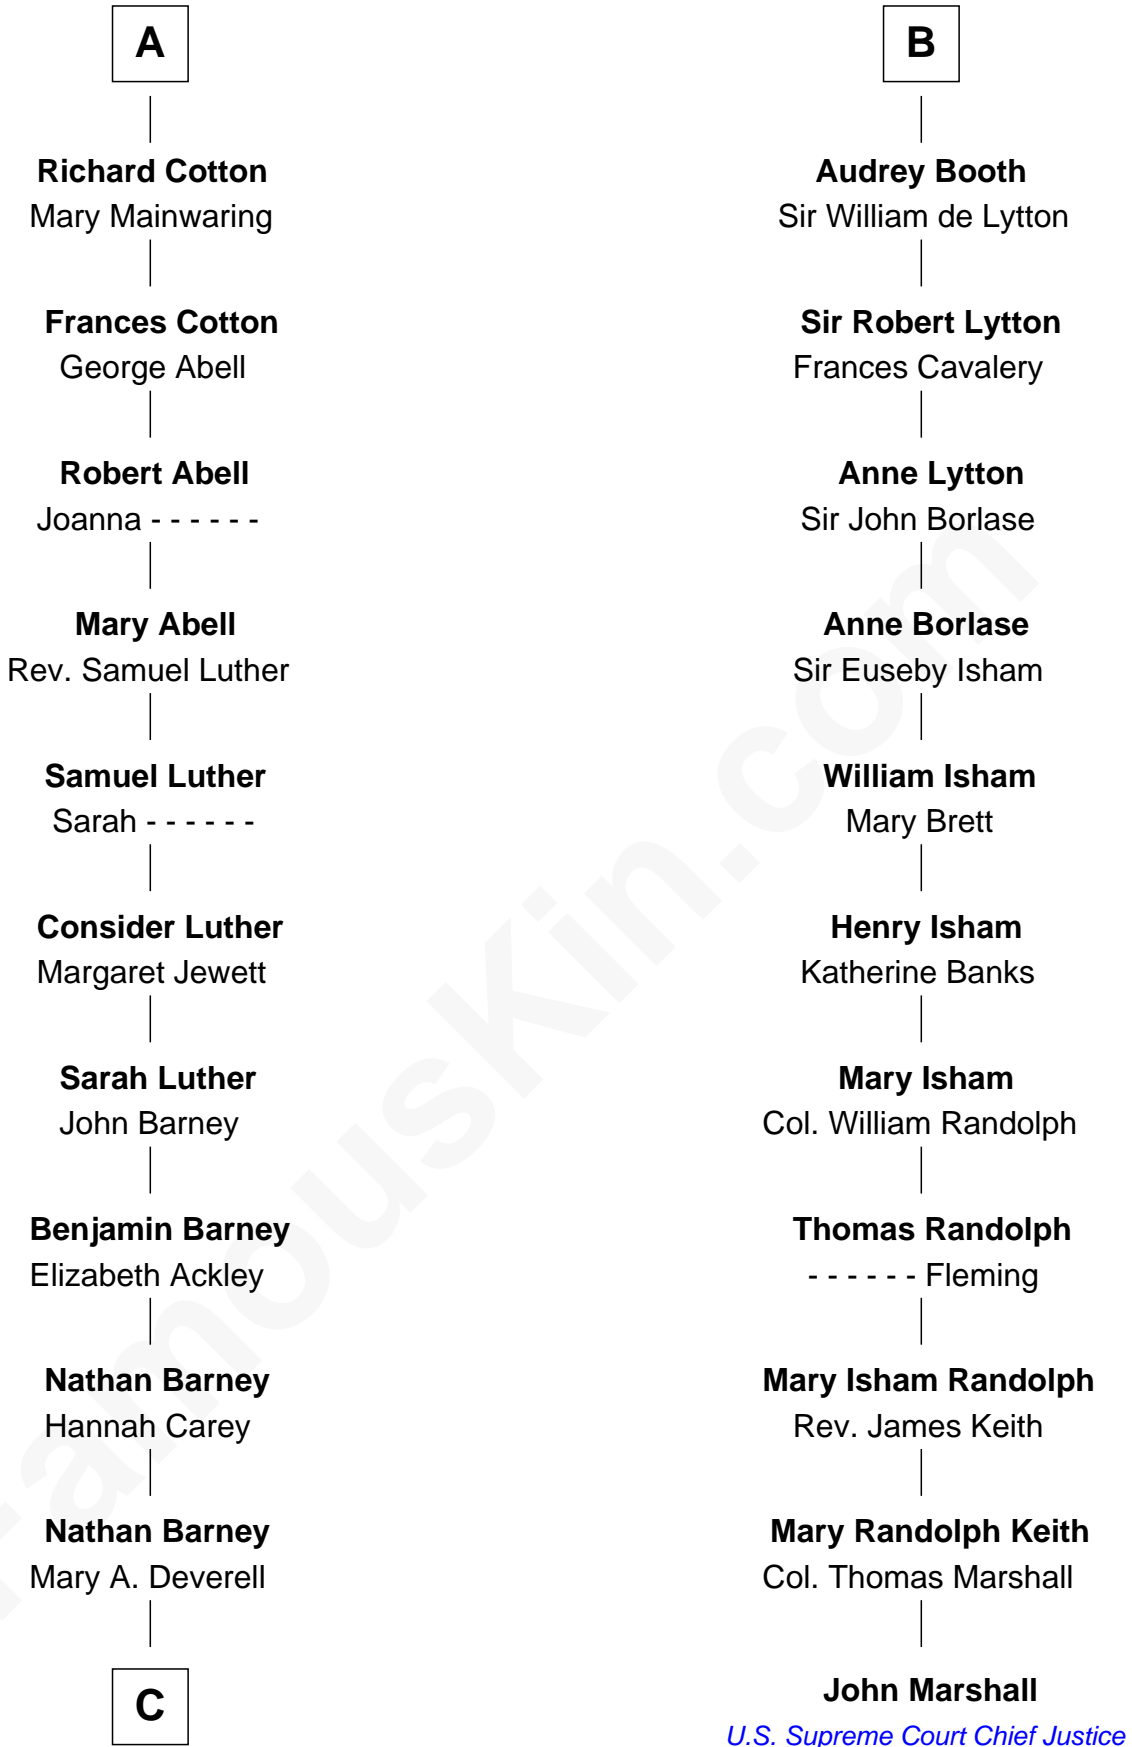 A
Richard Cotton
Mary Mainwaring
Frances Cotton
George Abell
Robert Abell
Joanna - - - - - -
Mary Abell
Rev. Samuel Luther
Samuel Luther
Sarah - - - - - -
Consider Luther
Margaret Jewett
Sarah Luther
John Barney
Benjamin Barney
Elizabeth Ackley
Nathan Barney
Hannah Carey
Nathan Barney
Mary A. Deverell
C
B
Audrey Booth
Sir William de Lytton
Sir Robert Lytton
Frances Cavalery
Anne Lytton
Sir John Borlase
Anne Borlase
Sir Euseby Isham
William Isham
Mary Brett
Henry Isham
Katherine Banks
Mary Isham
Col. William Randolph
Thomas Randolph
- - - - - - Fleming
Mary Isham Randolph
Rev. James Keith
Mary Randolph Keith
Col. Thomas Marshall
John Marshall
U.S. Supreme Court Chief Justice
FamousKin.com